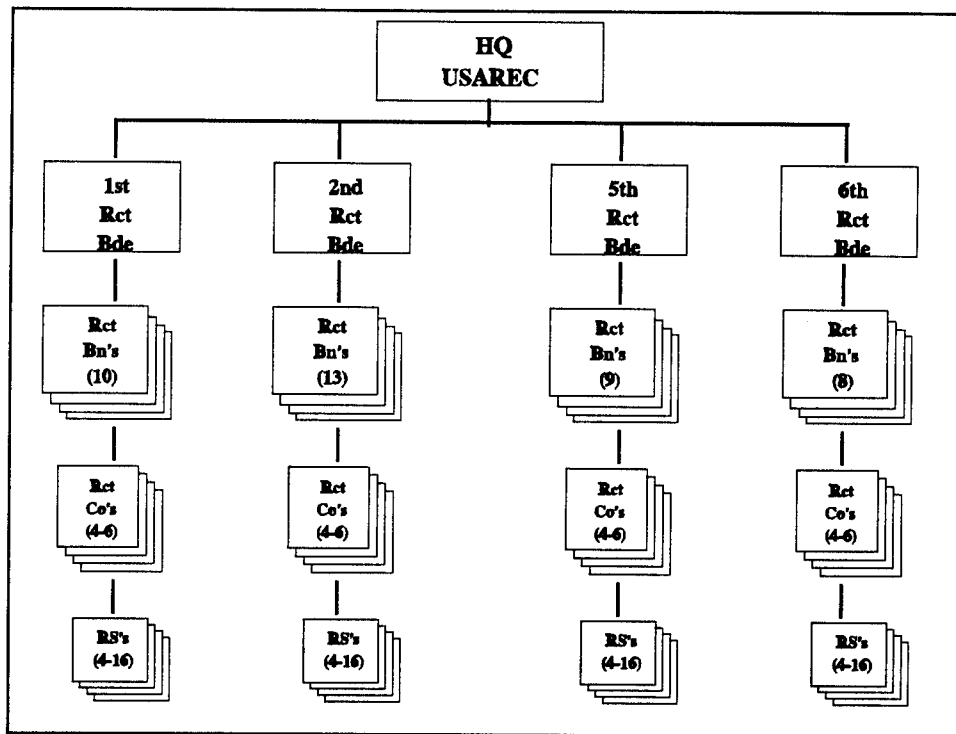 HQ
USAREC
1st
Rct
Bde
2nd
Rct
Bde
5th
Rct
Bde
6th
Rct
Bde
Rct
Bn's
(10)
Rct
Bn's
(13)
Rct
Bn's
(9)
Rct
Bn's
(8)
Rct
Co's
(4-6)
Rct
Co's
(4-6)
Rct
Co's
(4-6)
Rct
Co's
(4-6)
RS's
(4-16)
RS's
(4-16)
RS's
(4-16)
RS's
(4-16)